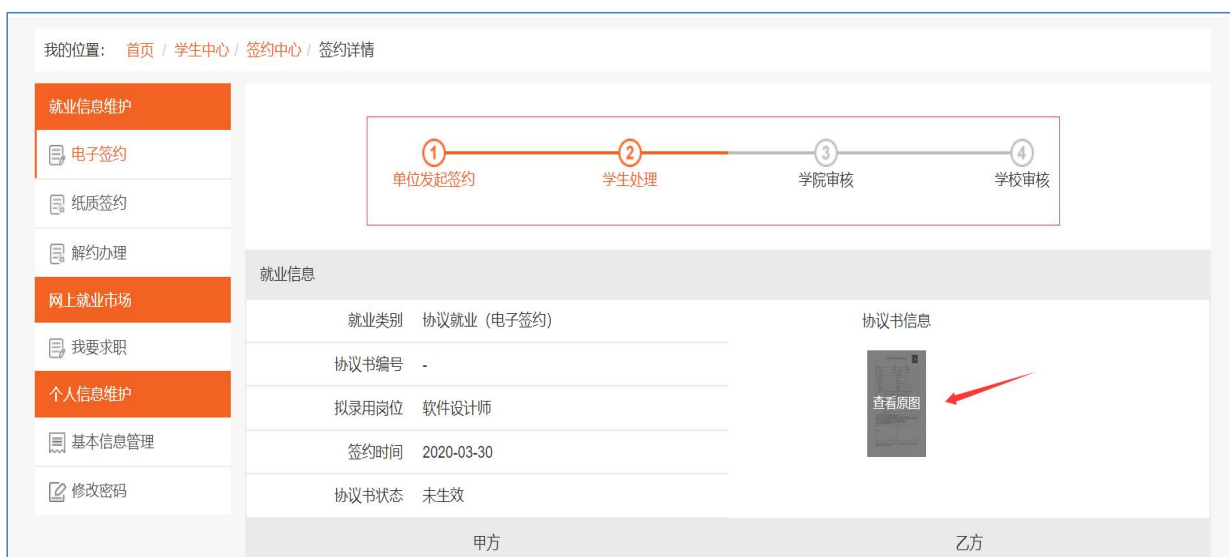 我的位置： 首页 / 学生中心 / 签约中心 / 签约详情
就业信息维护
电子签约
纸质签约
解约办理
网上就业市场
我要求职
个人信息维护
基本信息管理
修改密码
1 2 3 4
单位发起签约 学生处理 学院审核 学校审核
就业信息
就业类别 协议就业（电子签约）
协议书编号 -
拟录用岗位 软件设计师
签约时间 2020-03-30
协议书状态 未生效
协议书信息
查看原图
甲方 乙方